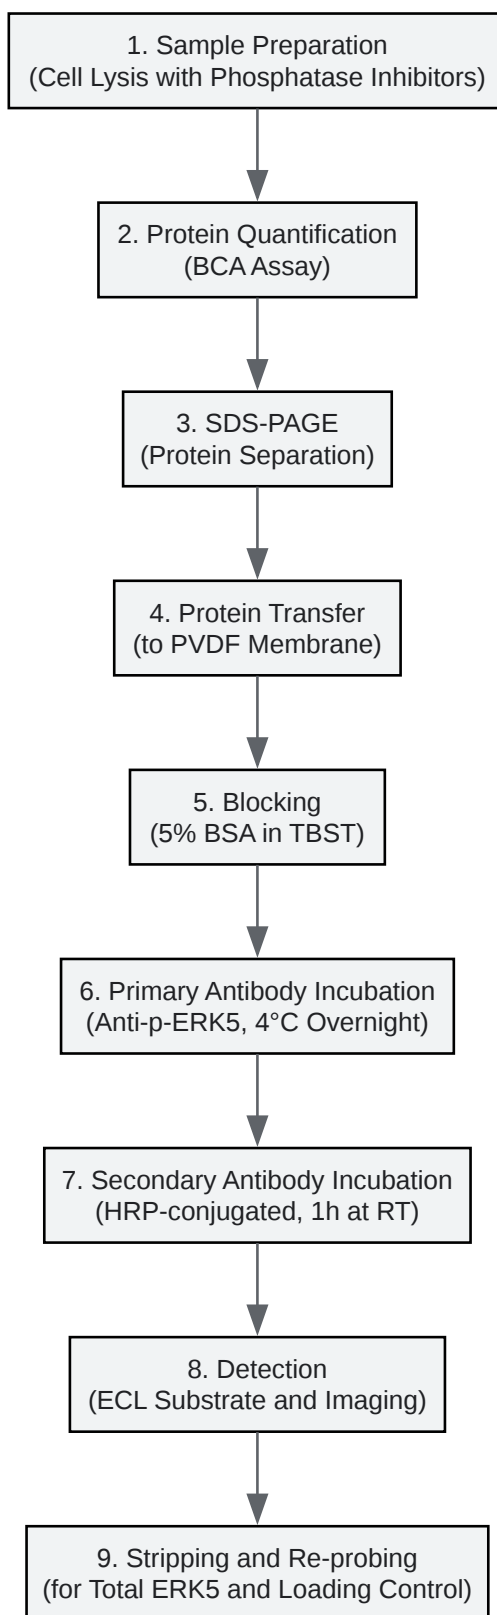 1. Sample Preparation
(Cell Lysis with Phosphatase Inhibitors)
2. Protein Quantification
(BCA Assay)
3. SDS-PAGE
(Protein Separation)
4. Protein Transfer
(to PVDF Membrane)
5. Blocking
(5% BSA in TBST)
6. Primary Antibody Incubation
(Anti-p-ERK5, 4°C Overnight)
7. Secondary Antibody Incubation
(HRP-conjugated, 1h at RT)
8. Detection
(ECL Substrate and Imaging)
9. Stripping and Re-probing
(for Total ERK5 and Loading Control)